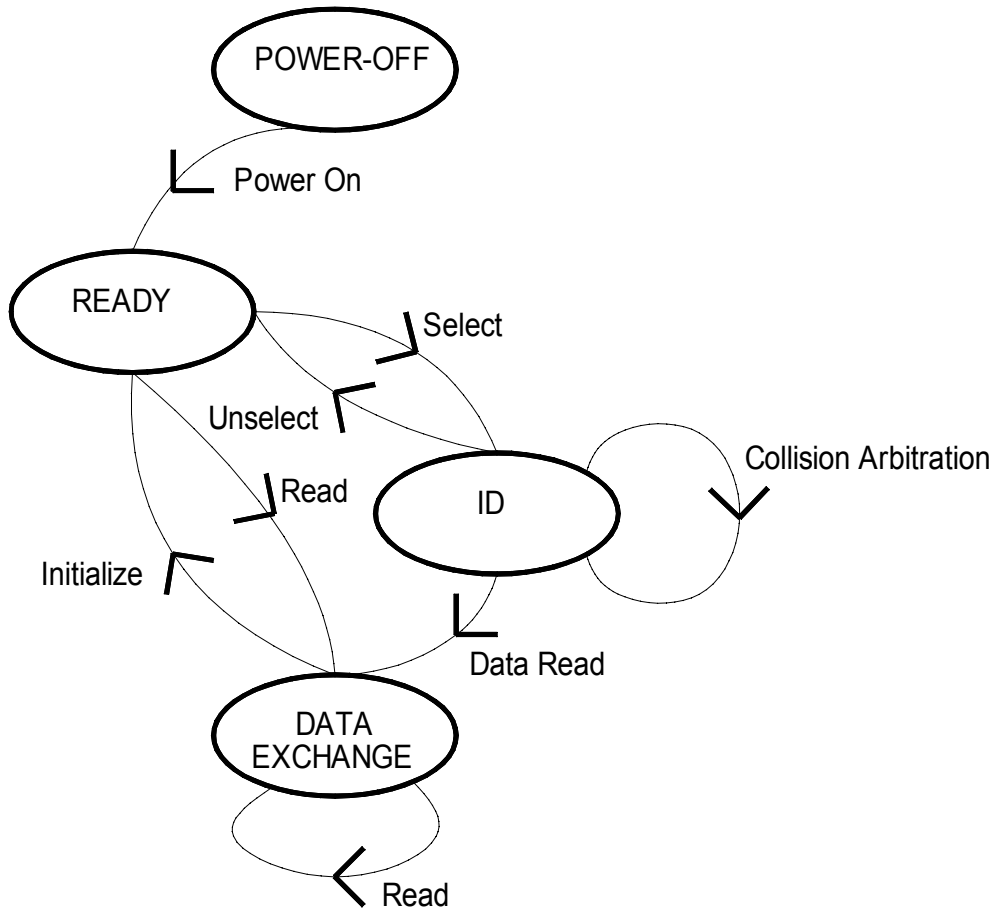 POWER-OFF
Power On
READY
Select
Unselect
Collision Arbitration
Read
ID
Initialize
Data Read
DATA
EXCHANGE
Read